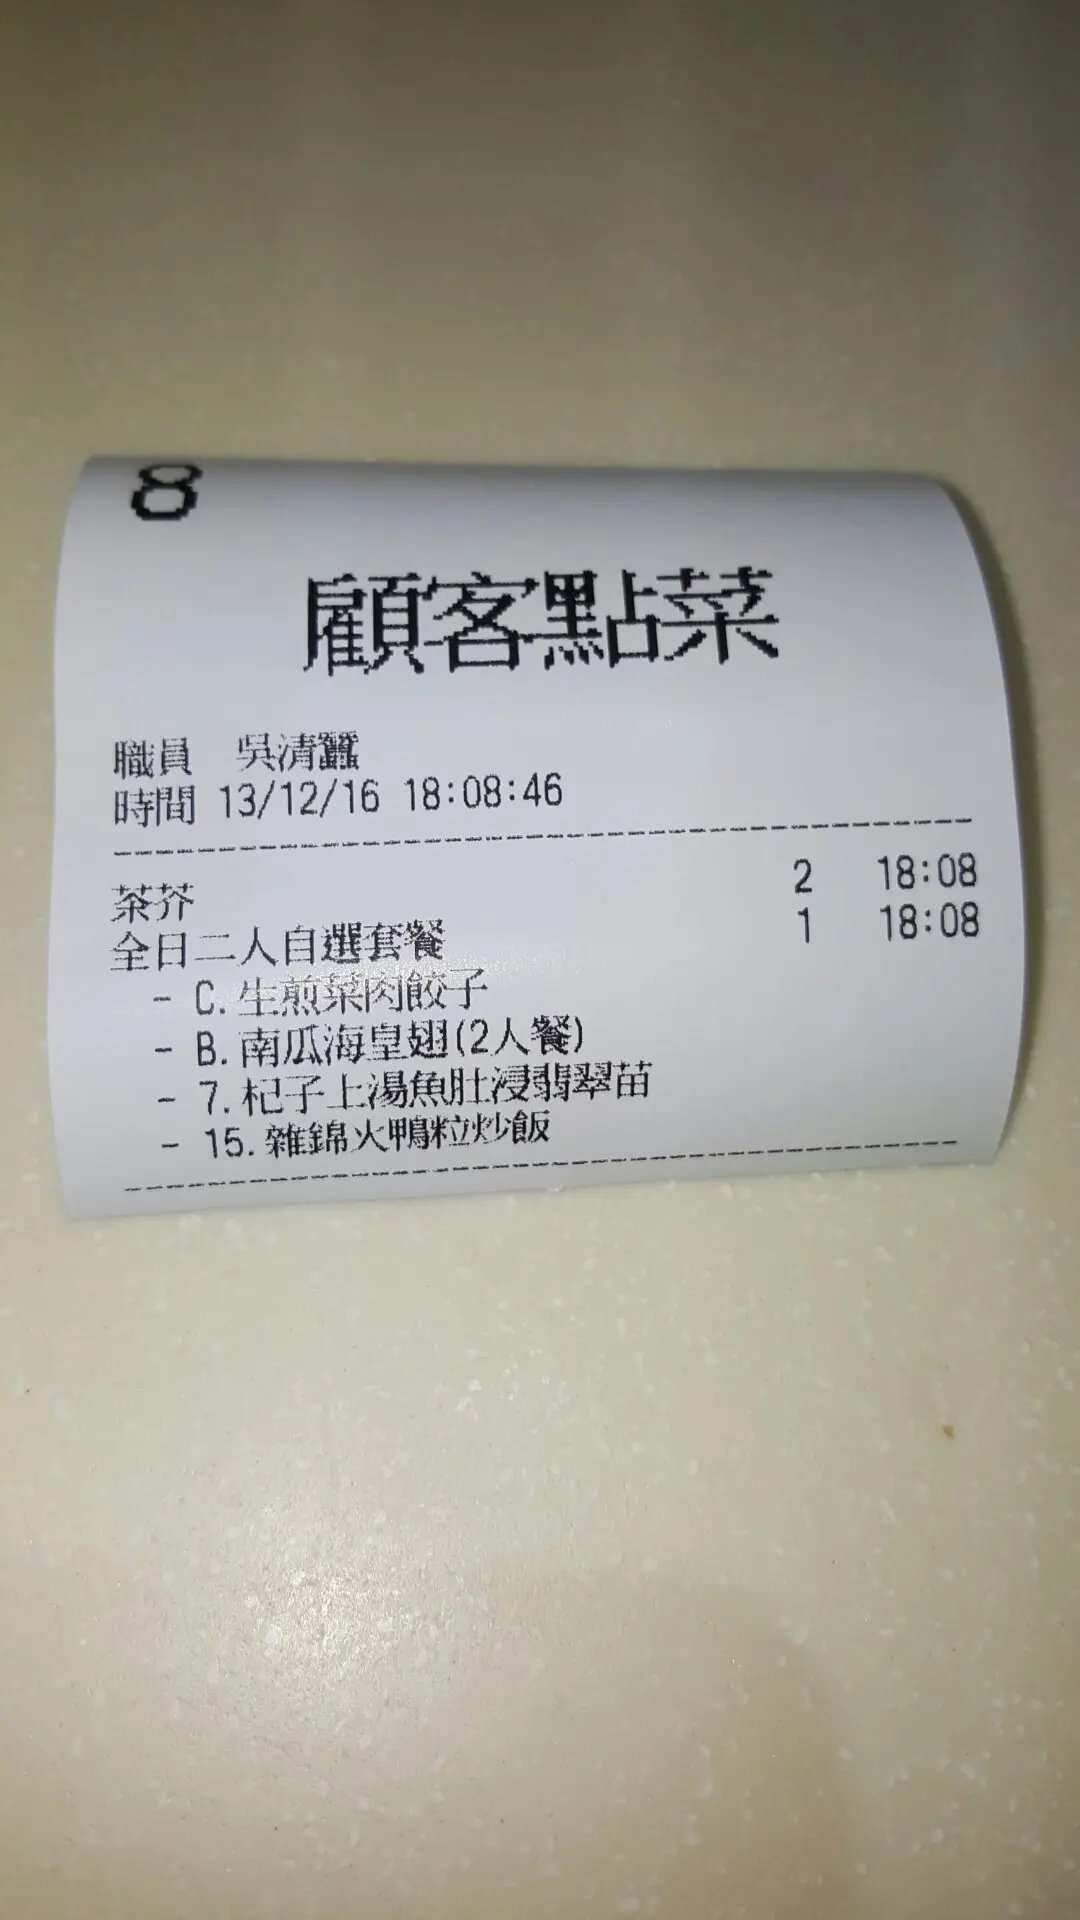 8
顧客點菜
職員 吳清
時間 13/12/16 18:08:46
茶芥 2 18:08
全日二人自選套餐 1 18:08
- C. 生煎菜肉餃子
- B. 南瓜海皇翅(2人餐)
- 7. 杞子上湯魚肚浸翡翠苗
- 15. 雜錦火鴨粒炒飯